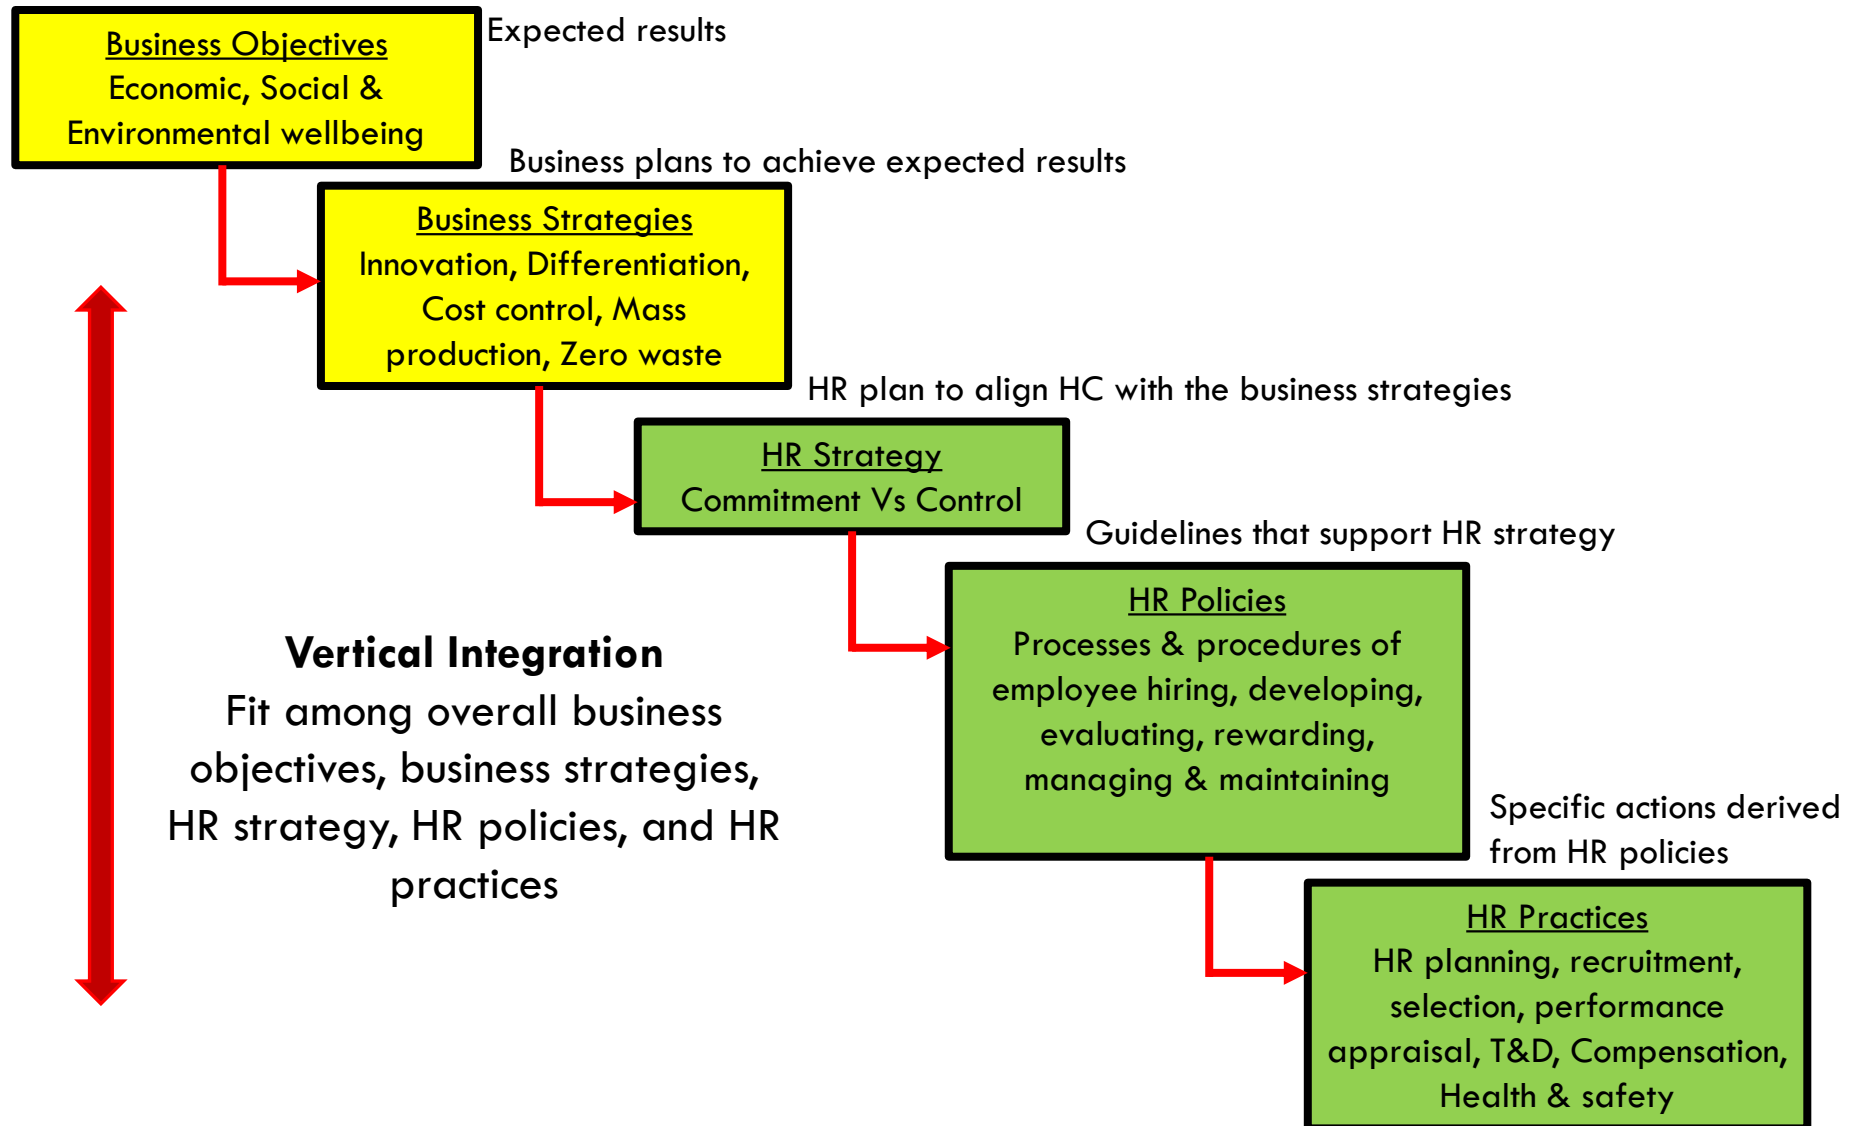 Expected results
Business Objectives
Economic, Social &
Environmental wellbeing
Business plans to achieve expected results
Business Strategies
Innovation, Differentiation,
Cost control, Mass
production, Zero waste
HR plan to align HC with the business strategies
HR Strategy
Commitment Vs Control
Guidelines that support HR strategy
HR Policies
Processes & procedures of
employee hiring, developing,
evaluating, rewarding,
managing & maintaining
Vertical Integration
Fit among overall business
objectives, business strategies,
HR strategy, HR policies, and HR
practices
Specific actions derived
from HR policies
HR Practices
HR planning, recruitment,
selection, performance
appraisal, T&D, Compensation,
Health & safety